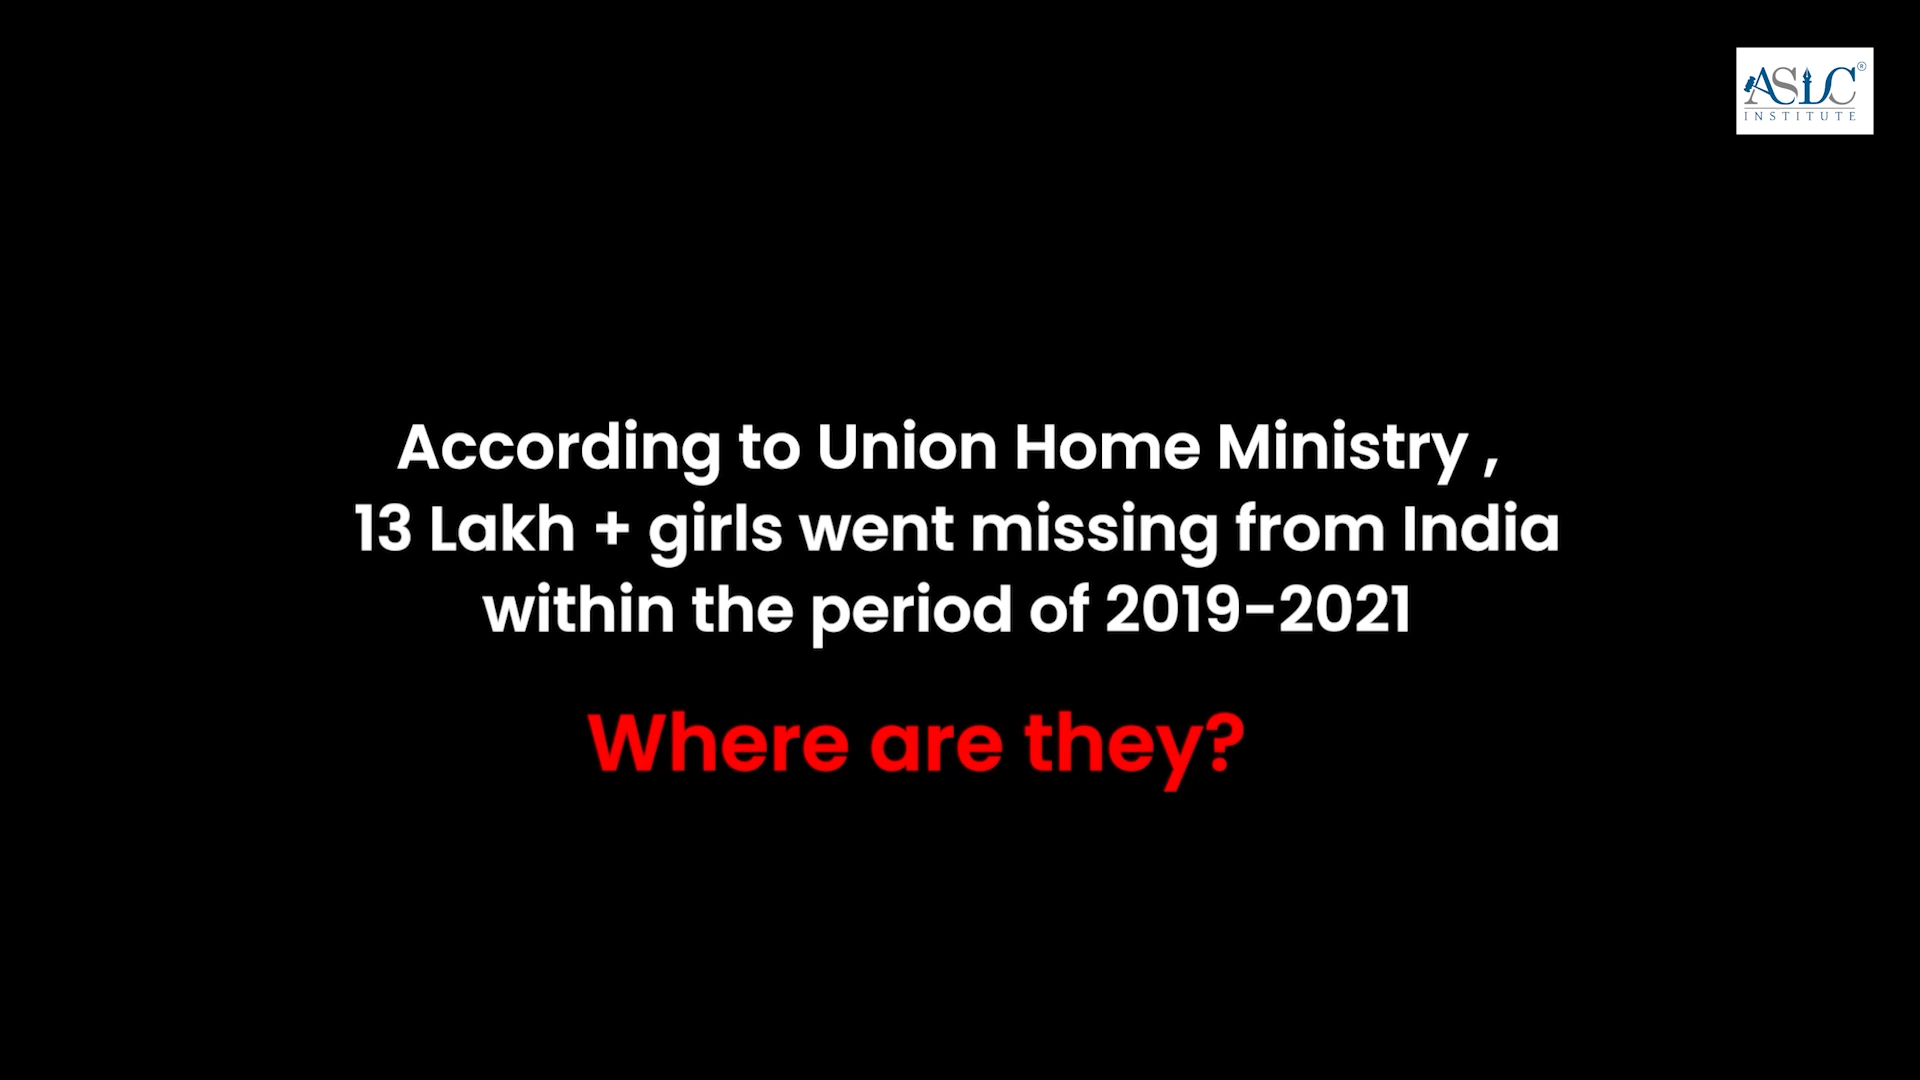 ASLC®
INSTITUTE
According to Union Home Ministry ,
13 Lakh + girls went missing from India
within the period of 2019-2021
Where are they?